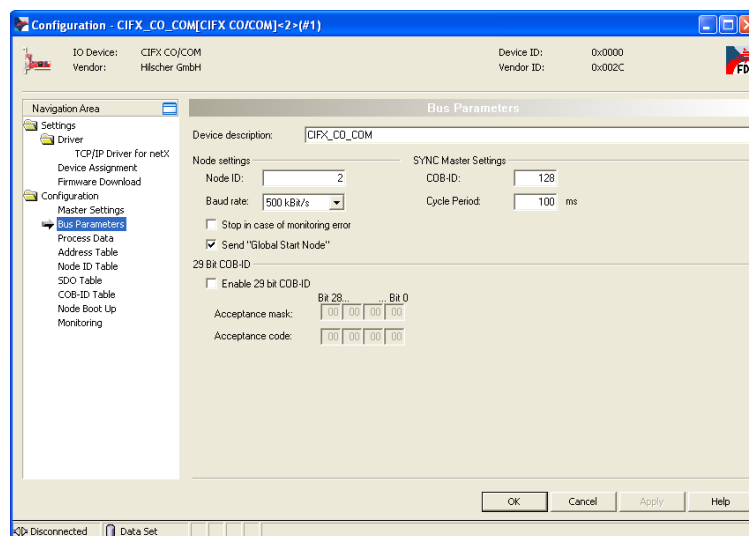 Configuration - CIFX_CO_COM[CIFX CO/COM]<2>(#1)
IO Device: CIFX CO/COM Device ID: 0x0000
Vendor: Hilscher GmbH Vendor ID: 0x002C
FD
Navigation Area
Settings
Driver
TCP/IP Driver for netX
Device Assignment
Firmware Download
Configuration
Master Settings
Bus Parameters
Process Data
Address Table
Node ID Table
SDO Table
COB-ID Table
Node Boot Up
Monitoring
Bus Parameters
Device description: CIFX_CO_COM
Node settings SYNC Master Settings
Node ID: 2 COB-ID: 128
Baud rate: 500 kBit/s Cycle Period: 100 ms
Stop in case of monitoring error
Send "Global Start Node"
29 Bit COB-ID
Enable 29 bit COB-ID
Bit 28... ... Bit 0
Acceptance mask: 00 00 00 00
Acceptance code: 00 00 00 00
OK Cancel Apply Help
Disconnected Data Set